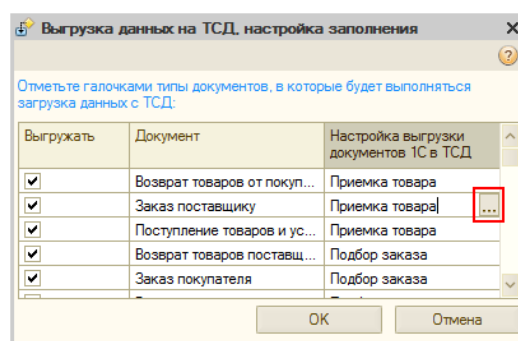 Выгрузка данных на ТСД, настройка заполнения
Отметьте галочками типы документов, в которые будет выполняться
загрузка данных с ТСД:
Выгружать Документ Настройка выгрузки
документов 1С в ТСД
Возврат товаров от покуп... Приемка товара
Заказ поставщику Приемка товара ...
Поступление товаров и ус... Приемка товара
Возврат товаров поставщ... Подбор заказа
Заказ покупателя Подбор заказа
OK Отмена